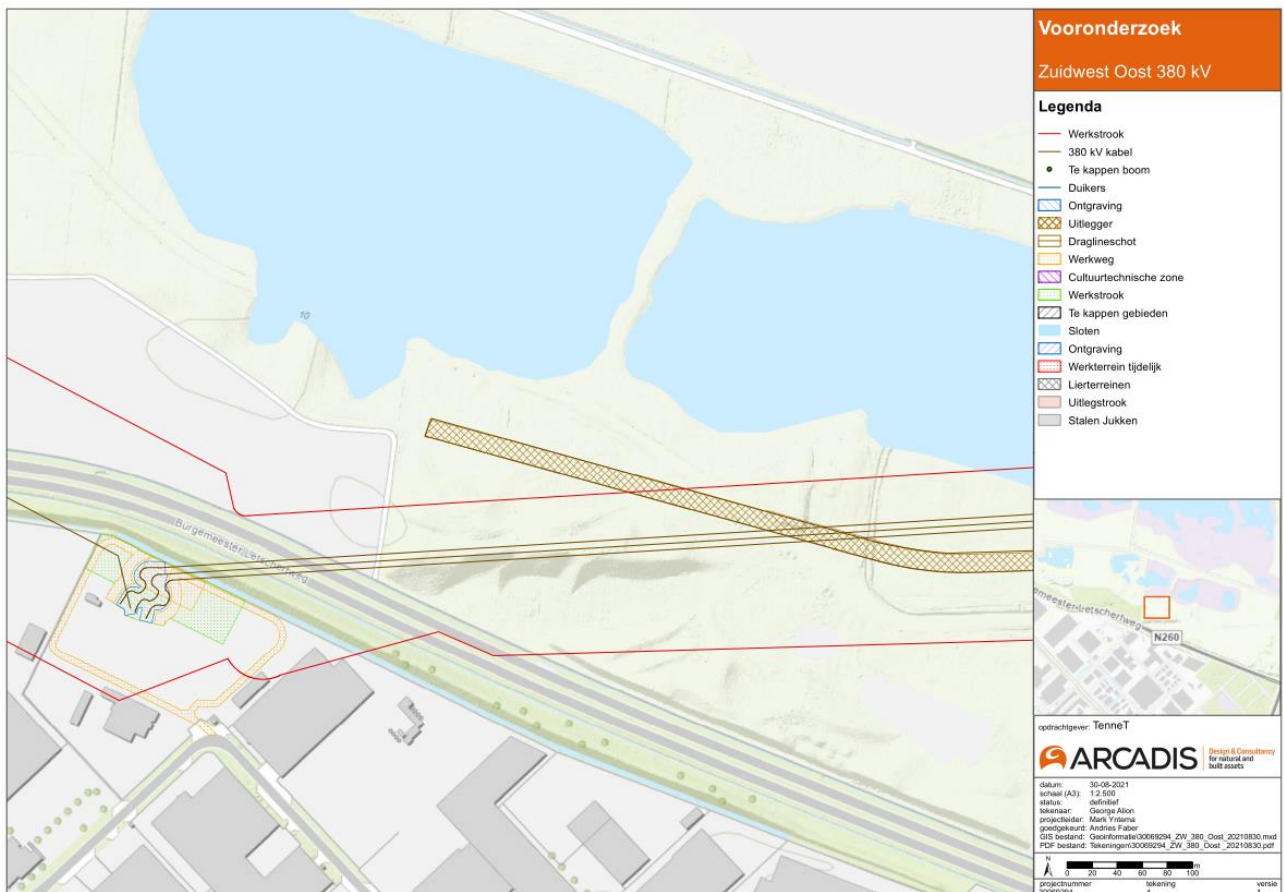 Vooronderzoek
Zuidwest Oost 380 kV
Legenda
Werkstrook
380 kV kabel
Te kappen boom
Duikers
Ontgraving
Uitlegger
Draglineschot
Werkweg
Cultuurtechnische zone
Werkstrook
Te kappen gebieden
Sloten
Ontgraving
Werkterrein tijdelijk
Lierterreinen
Uitlegstrook
Stalen Jukken
10
Burgemeester Letschertweg
emeester-Letschertweg
N260
opdrachtgever: TenneT
ARCADIS
Design & Consultancy
for natural and
built assets
datum: 30-08-2021
schaal (A3): 1:2.500
status: definitief
tekenaar: George Alion
projectleider: Mark Yntema
goedgekeurd: Andries Faber
GIS bestand: Geoinformatie\30069294_ZW_380_Oost_20210830.mxd
PDF bestand: Tekeningen\30069294_ZW_380_Oost_20210830.pdf
N
m
0 20 40 60 80 100
projectnummer tekening versie: